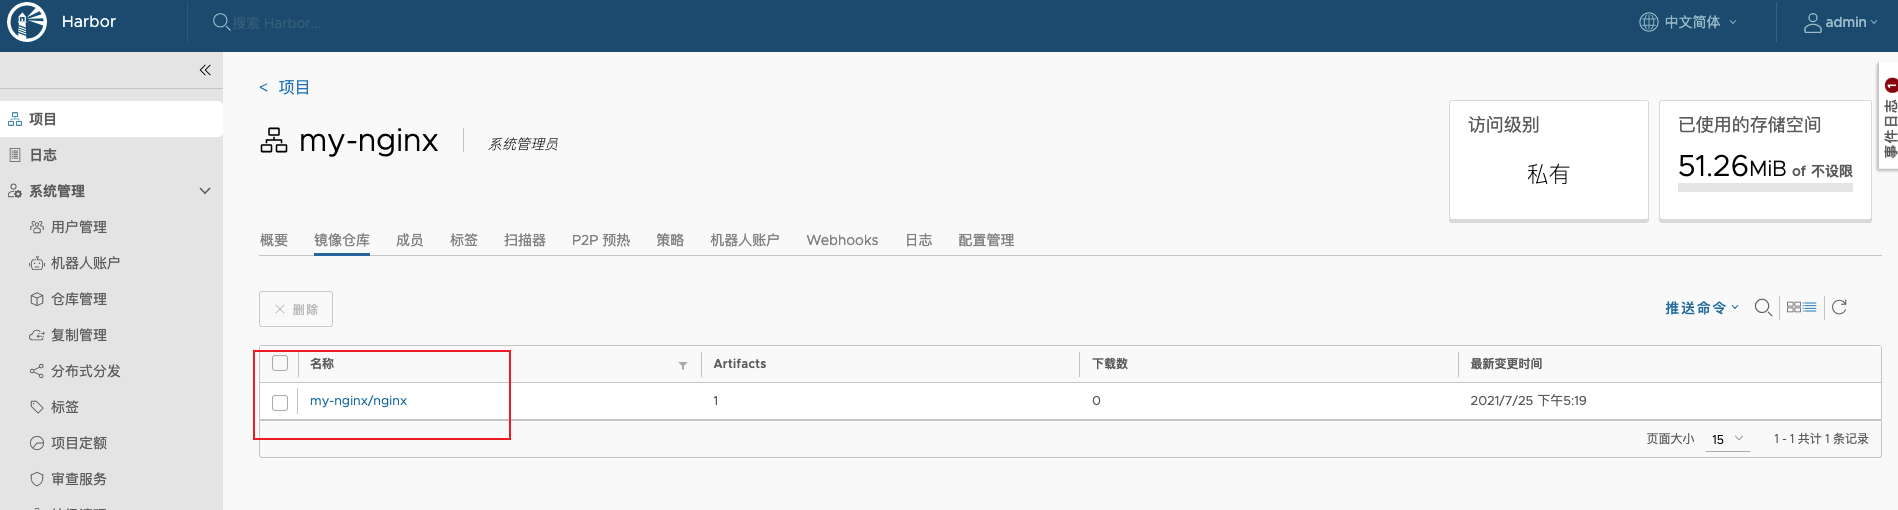 Harbor
搜索 Harbor...
中文简体
admin
项目
日志
系统管理
用户管理
机器人账户
仓库管理
复制管理
分布式分发
标签
项目定额
审查服务
< 项目
my-nginx
系统管理员
访问级别
私有
已使用的存储空间
51.26MiB of 不设限
事件日志 1
概要 镜像仓库 成员 标签 扫描器 P2P 预热 策略 机器人账户 Webhooks 日志 配置管理
删除
推送命令
名称 Artifacts 下载数 最新变更时间
my-nginx/nginx 1 0 2021/7/25 下午5:19
页面大小 15 1 - 1 共计 1 条记录